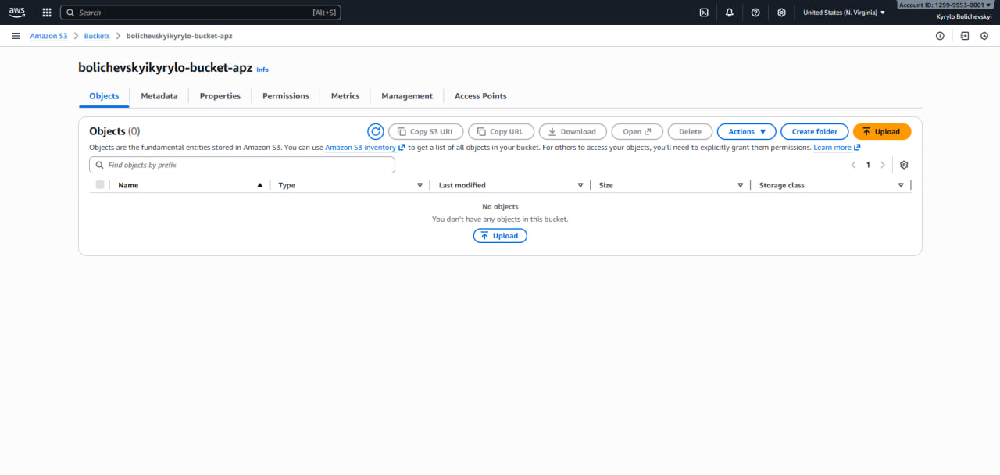 Account ID: 1299-9953-0001
aws
Search [Alt+S]
United States (N. Virginia)
Kyrylo Bolichevskyi
Amazon S3 > Buckets > bolichevskyikyrylo-bucket-apz
bolichevskyikyrylo-bucket-apz Info
Objects Metadata Properties Permissions Metrics Management Access Points
Objects (0) Copy S3 URI Copy URL Download Open Delete Actions Create folder Upload
Objects are the fundamental entities stored in Amazon S3. You can use Amazon S3 inventory to get a list of all objects in your bucket. For others to access your objects, you'll need to explicitly grant them permissions. Learn more
Find objects by prefix
1
Name Type Last modified Size Storage class
No objects
You don't have any objects in this bucket.
Upload